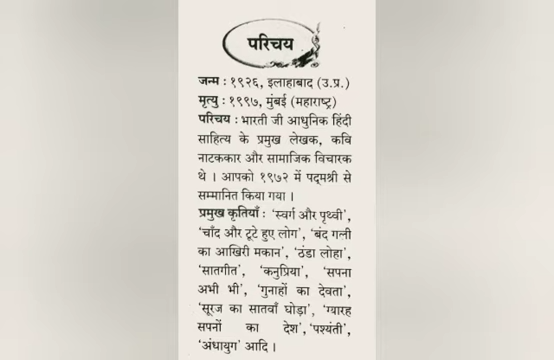 परिचय
जन्म : १९२६, इलाहाबाद (उ.प्र.)
मृत्यु : १९९७, मुंबई (महाराष्ट्र)
परिचय : भारती जी आधुनिक हिंदी
साहित्य के प्रमुख लेखक, कवि
नाटककार और सामाजिक विचारक
थे । आपको १९७२ में पद्मश्री से
सम्मानित किया गया ।
प्रमुख कृतियाँ : ‘स्वर्ग और पृथ्वी’,
‘चाँद और टूटे हुए लोग’, ‘बंद गली
का आखिरी मकान’, ‘ठंडा लोहा’,
‘सातगीत’, ‘कनुप्रिया’, ‘सपना
अभी भी’, ‘गुनाहों का देवता’,
‘सूरज का सातवाँ घोड़ा’, ‘ग्यारह
सपनों का देश’, ‘पश्यंती’,
‘अंधायुग’ आदि ।